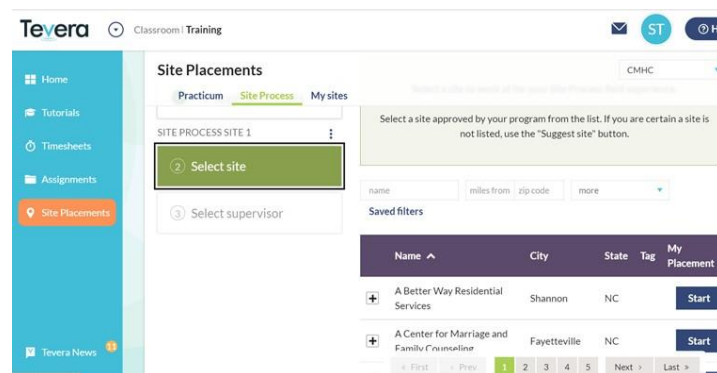 Tevera
Classroom | Training
ST
H
Home
Tutorials
Timesheets
Assignments
Site Placements
Tevera News
11
Site Placements
CMHC
Practicum Site Process My sites
SITE PROCESS SITE 1
2 Select site
3 Select supervisor
Select a site approved by your program from the list. If you are certain a site is
not listed, use the "Suggest site" button.
name miles from zip code more
Saved filters
Name City State Tag My Placement
A Better Way Residential
Services Shannon NC Start
A Center for Marriage and
Family Counseling Fayetteville NC Start
« First ‹ Prev 1 2 3 4 5 Next › Last »